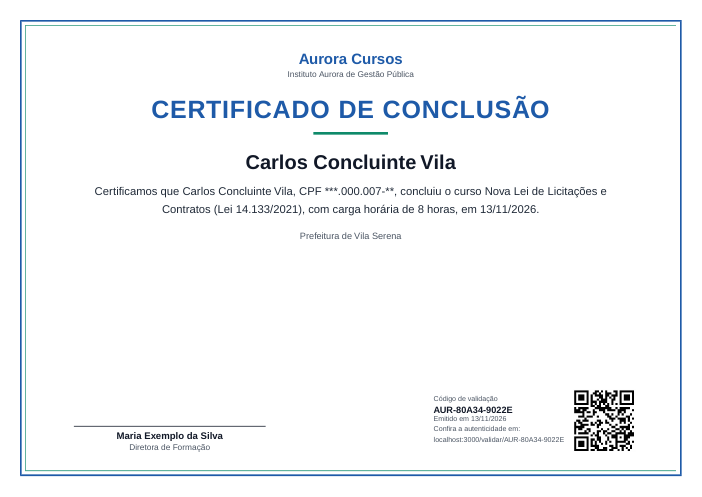 Aurora Cursos
Instituto Aurora de Gestão Pública
CERTIFICADO DE CONCLUSÃO
Carlos Concluinte Vila
Certificamos que Carlos Concluinte Vila, CPF ***.000.007-**, concluiu o curso Nova Lei de Licitações e
Contratos (Lei 14.133/2021), com carga horária de 8 horas, em 13/11/2026.
Prefeitura de Vila Serena
Maria Exemplo da Silva
Diretora de Formação
Código de validação
AUR-80A34-9022E
Emitido em 13/11/2026
Confira a autenticidade em:
localhost:3000/validar/AUR-80A34-9022E